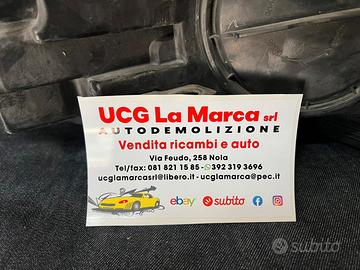 UCG La Marca srl
AUTODEMOLIZIONE
Vendita ricambi e auto
Via Feudo, 258 Nola
Tel/fax: 081 821 15 85 - 392 319 3696
ucglamarcasrl@libero.it - ucglamarca@pec.it
ebay subito
subito